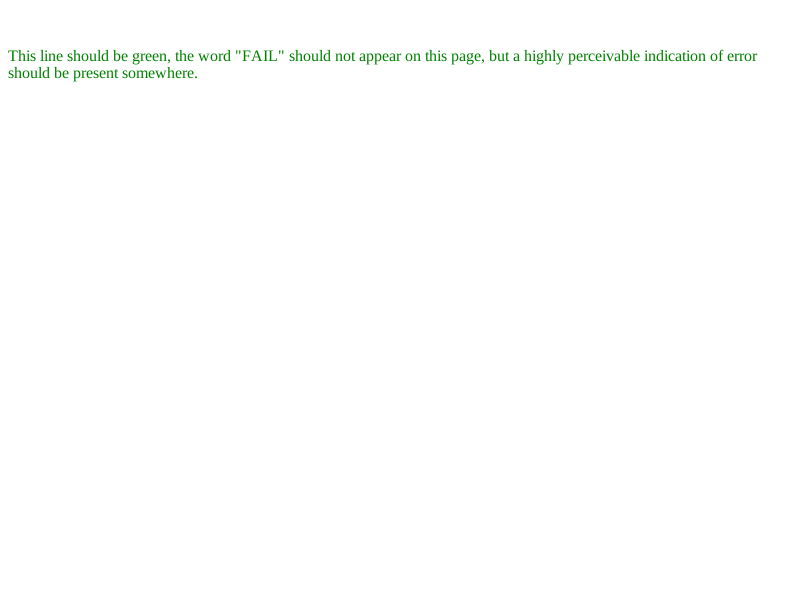 This line should be green, the word "FAIL" should not appear on this page, but a highly perceivable indication of error
should be present somewhere.